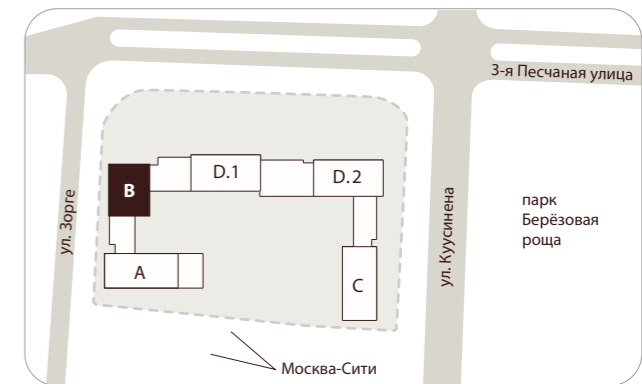 3-я Песчаная улица
D.1
D.2
B
парк
Берёзовая
роща
ул. Зорге
ул. Куусинена
A
C
Москва-Сити